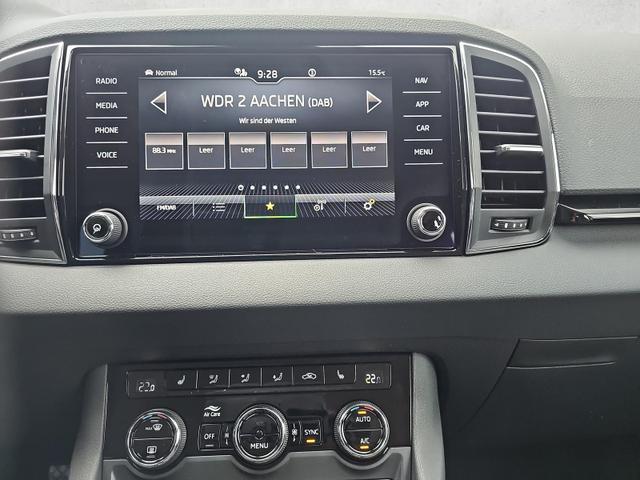 RADIO
MEDIA
PHONE
VOICE
Normal
9:28
15.5°C
WDR 2 AACHEN (DAB)
Wir sind der Westen
88.3 MHz
Leer
Leer
Leer
Leer
Leer
FM/DAB
NAV
APP
CAR
MENU
22.0
22.0
Air Care
MAX
OFF
MENU
SYNC
AUTO
A/C